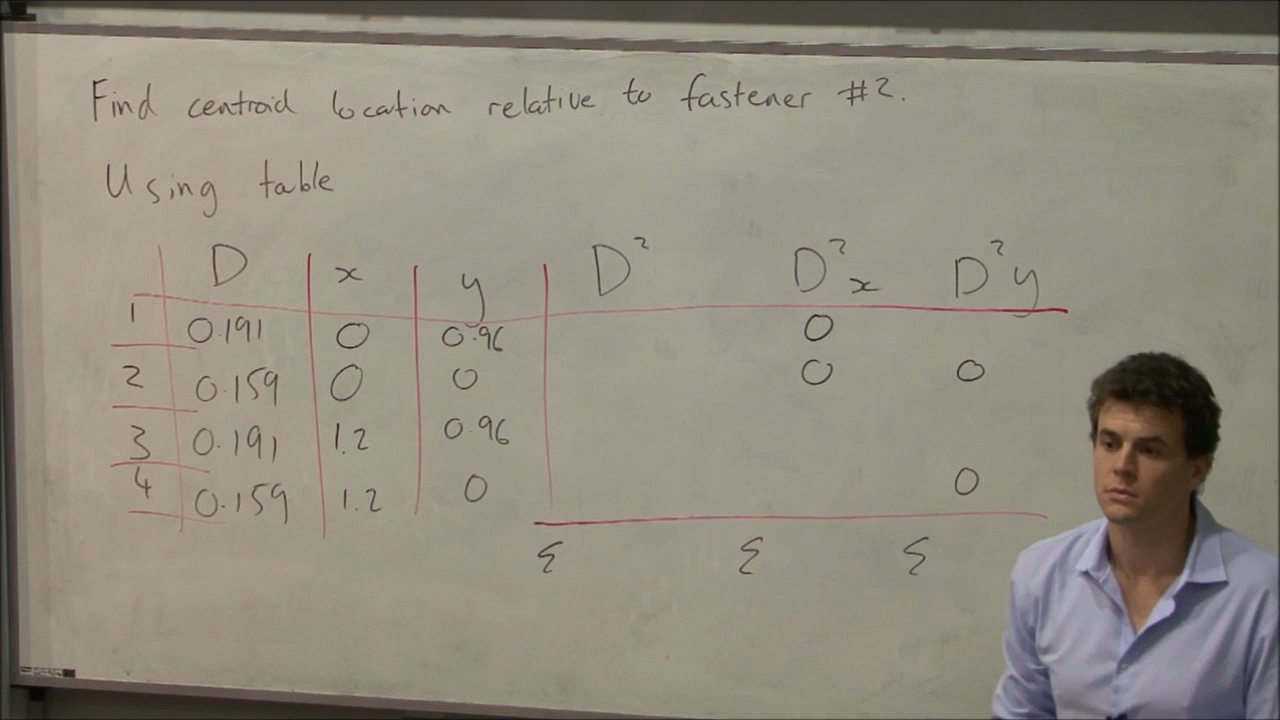 Find centroid location relative to fastener #2.
Using table
D x y D² D²x D²y
1 0.191 0 0.96 0
2 0.159 0 0 0 0
3 0.191 1.2 0.96
4 0.159 1.2 0 0
Σ Σ Σ